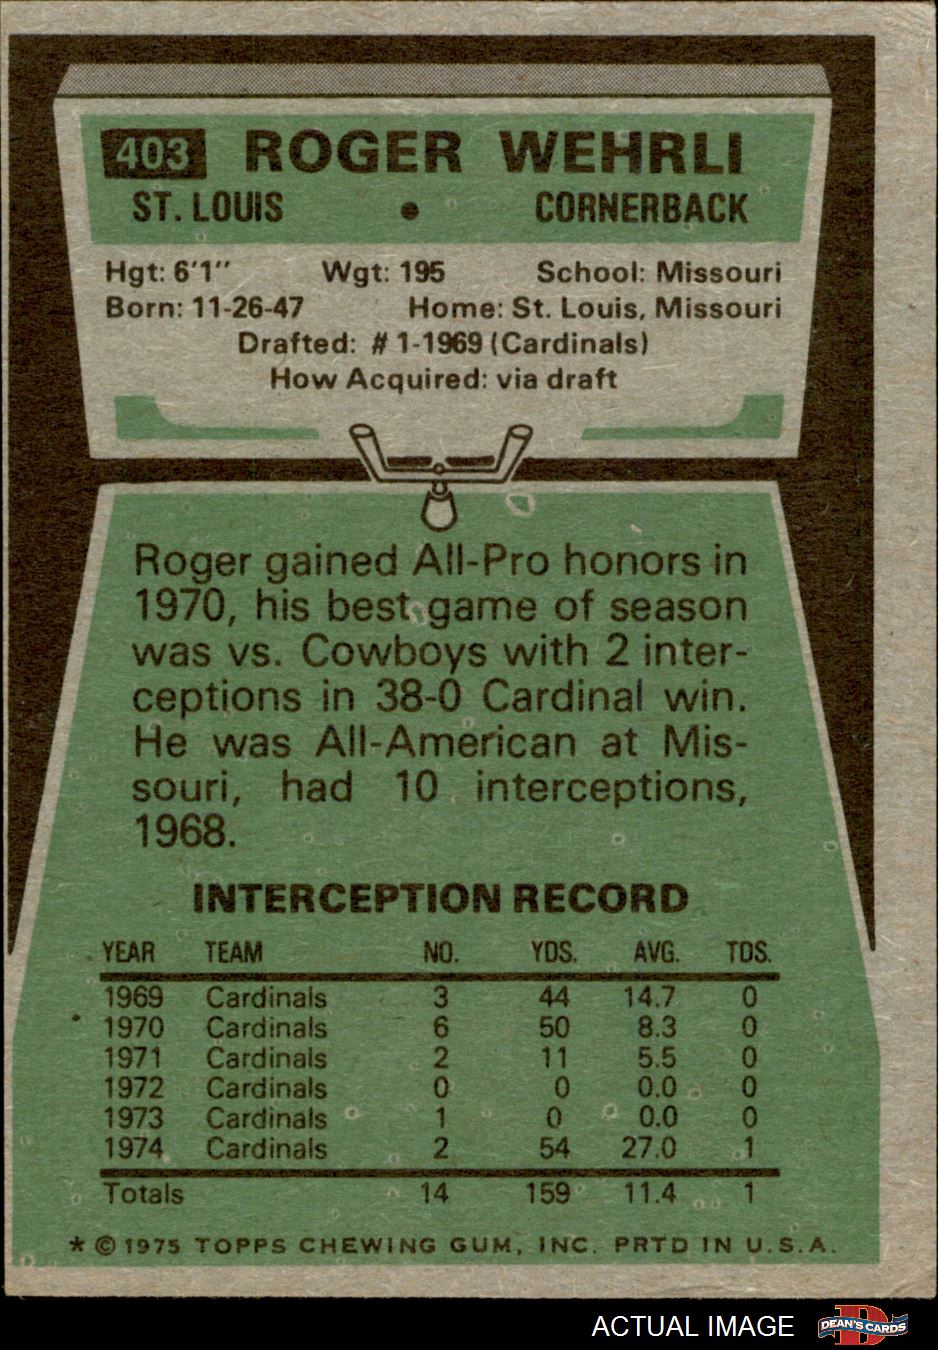 403 ROGER WEHRLI
ST. LOUIS • CORNERBACK
Hgt: 6'1" Wgt: 195 School: Missouri
Born: 11-26-47 Home: St. Louis, Missouri
Drafted: # 1-1969 (Cardinals)
How Acquired: via draft
Roger gained All-Pro honors in
1970, his best game of season
was vs. Cowboys with 2 inter-
ceptions in 38-0 Cardinal win.
He was All-American at Mis-
souri, had 10 interceptions,
1968.
INTERCEPTION RECORD
YEAR TEAM NO. YDS. AVG. TDS.
1969 Cardinals 3 44 14.7 0
1970 Cardinals 6 50 8.3 0
1971 Cardinals 2 11 5.5 0
1972 Cardinals 0 0 0.0 0
1973 Cardinals 1 0 0.0 0
1974 Cardinals 2 54 27.0 1
Totals 14 159 11.4 1
* © 1975 TOPPS CHEWING GUM, INC. PRTD IN U.S.A.
ACTUAL IMAGE D DEAN'S CARDS